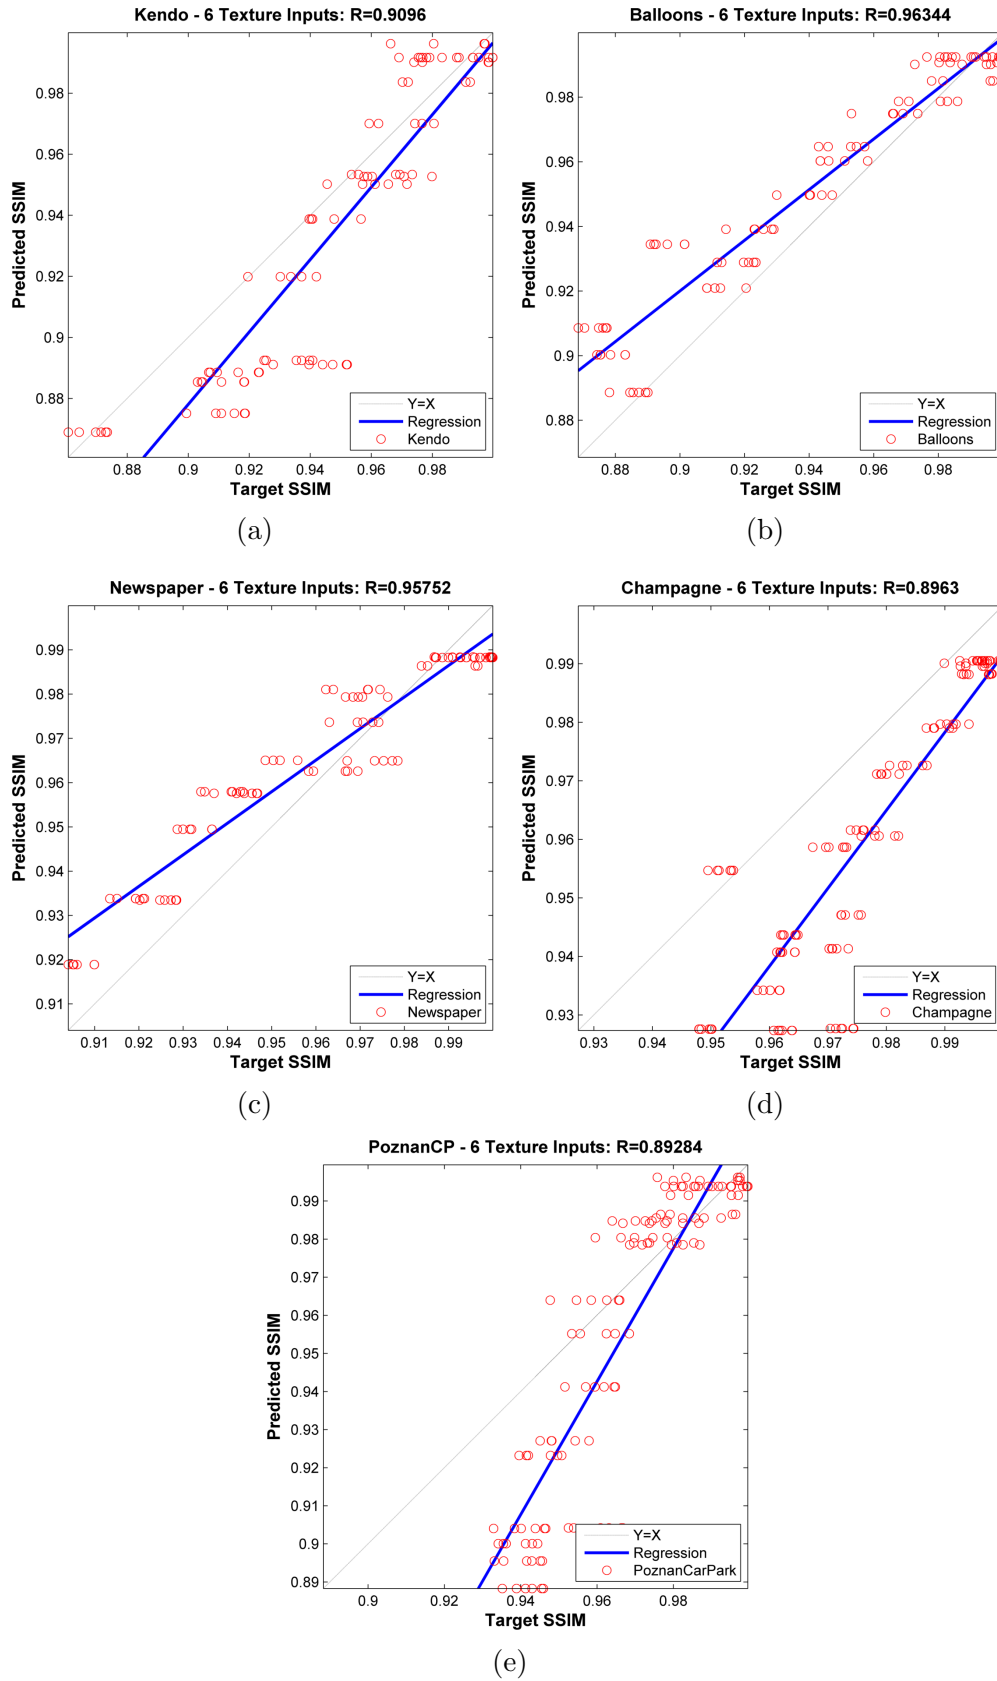 Kendo - 6 Texture Inputs: R=0.9096
0.98
0.96
0.94
0.92
0.9
0.88
Predicted SSIM
0.88 0.9 0.92 0.94 0.96 0.98
Target SSIM
Y=X
Regression
Kendo
(a)
Balloons - 6 Texture Inputs: R=0.96344
0.98
0.96
0.94
0.92
0.9
0.88
Predicted SSIM
0.88 0.9 0.92 0.94 0.96 0.98
Target SSIM
Y=X
Regression
Balloons
(b)
Newspaper - 6 Texture Inputs: R=0.95752
0.99
0.98
0.97
0.96
0.95
0.94
0.93
0.92
0.91
Predicted SSIM
0.91 0.92 0.93 0.94 0.95 0.96 0.97 0.98 0.99
Target SSIM
Y=X
Regression
Newspaper
(c)
Champagne - 6 Texture Inputs: R=0.8963
0.99
0.98
0.97
0.96
0.95
0.94
0.93
Predicted SSIM
0.93 0.94 0.95 0.96 0.97 0.98 0.99
Target SSIM
Y=X
Regression
Champagne
(d)
PoznanCP - 6 Texture Inputs: R=0.89284
0.99
0.98
0.97
0.96
0.95
0.94
0.93
0.92
0.91
0.9
0.89
Predicted SSIM
0.9 0.92 0.94 0.96 0.98
Target SSIM
Y=X
Regression
PoznanCarPark
(e)